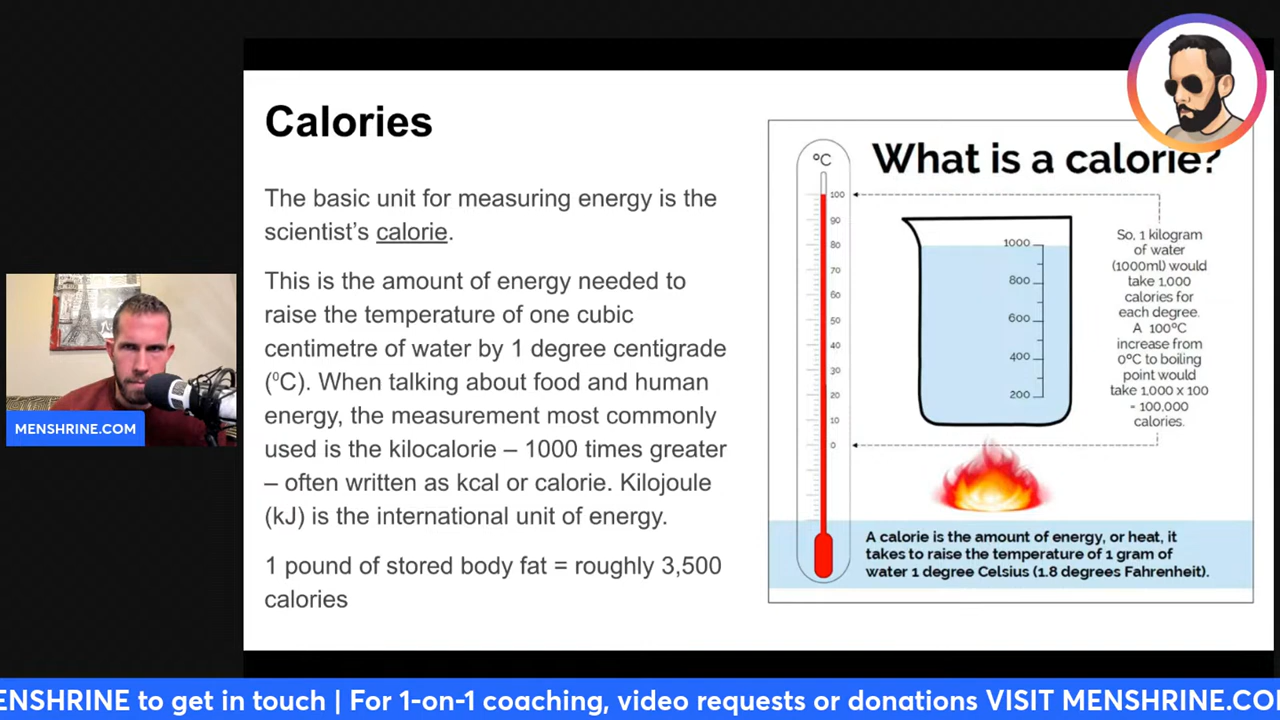 Calories
The basic unit for measuring energy is the
scientist's calorie.
This is the amount of energy needed to
raise the temperature of one cubic
centimetre of water by 1 degree centigrade
(⁰C). When talking about food and human
energy, the measurement most commonly
used is the kilocalorie – 1000 times greater
– often written as kcal or calorie. Kilojoule
(kJ) is the international unit of energy.
1 pound of stored body fat = roughly 3,500
calories
What is a calorie?
ºC
100
90
80
70
60
50
40
30
20
10
0
1000
800
600
400
200
So, 1 kilogram
of water
(1000ml) would
take 1,000
calories for
each degree.
A 100ºC
increase from
0ºC to boiling
point would
take 1,000 x 100
- 100,000
calories.
A calorie is the amount of energy, or heat, it
takes to raise the temperature of 1 gram of
water 1 degree Celsius (1.8 degrees Fahrenheit).
MENSHRINE.COM
ENSHRINE to get in touch | For 1-on-1 coaching, video requests or donations VISIT MENSHRINE.CO